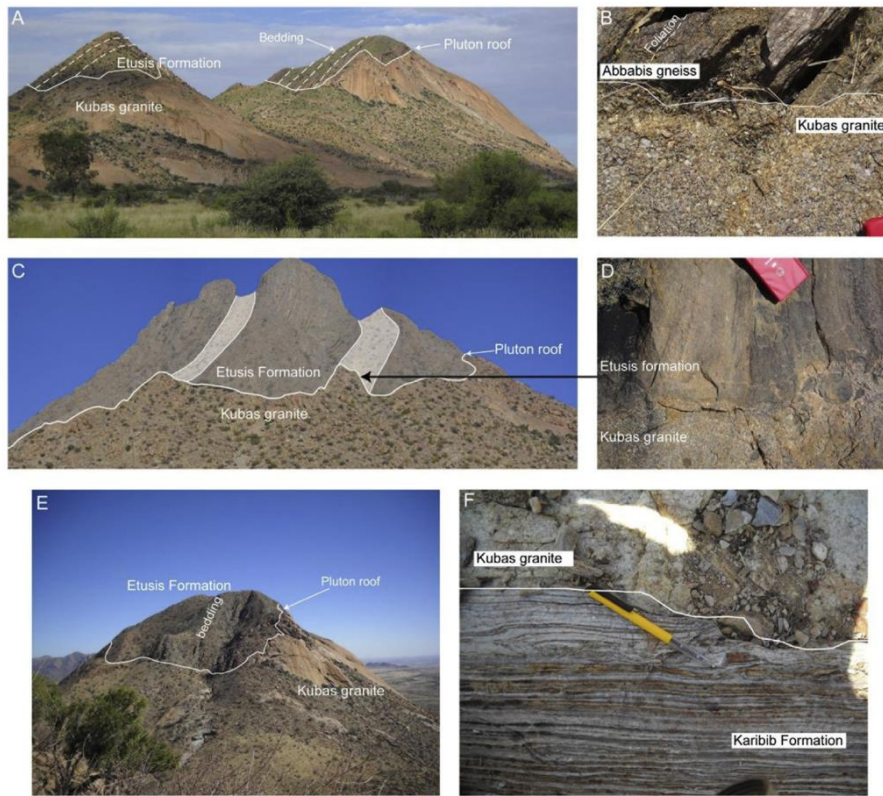 A
Bedding
Pluton roof
Etusis Formation
Kubas granite
B
Foliation
Ababis gneiss
Kubas granite
C
Pluton roof
Etusis Formation
Kubas granite
D
Etusis formation
Kubas granite
E
Etusis Formation
Pluton roof
bedding
Kubas granite
F
Kubas granite
Karibib Formation